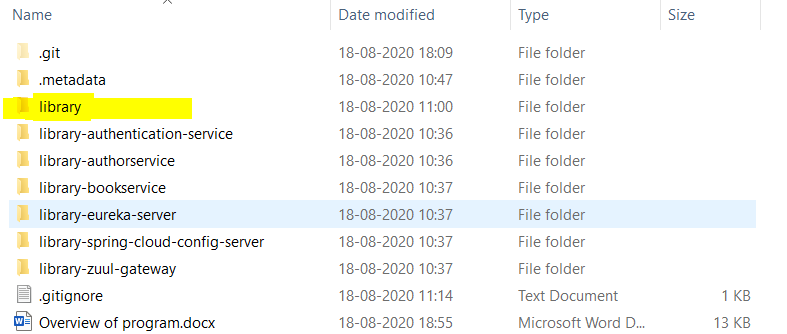 Name Date modified Type Size
.git 18-08-2020 18:09 File folder
.metadata 18-08-2020 10:47 File folder
library 18-08-2020 11:00 File folder
library-authentication-service 18-08-2020 10:36 File folder
library-authorservice 18-08-2020 10:36 File folder
library-bookservice 18-08-2020 10:37 File folder
library-eureka-server 18-08-2020 10:37 File folder
library-spring-cloud-config-server 18-08-2020 10:37 File folder
library-zuul-gateway 18-08-2020 10:37 File folder
.gitignore 18-08-2020 11:14 Text Document 1 KB
Overview of program.docx 18-08-2020 18:55 Microsoft Word D... 13 KB